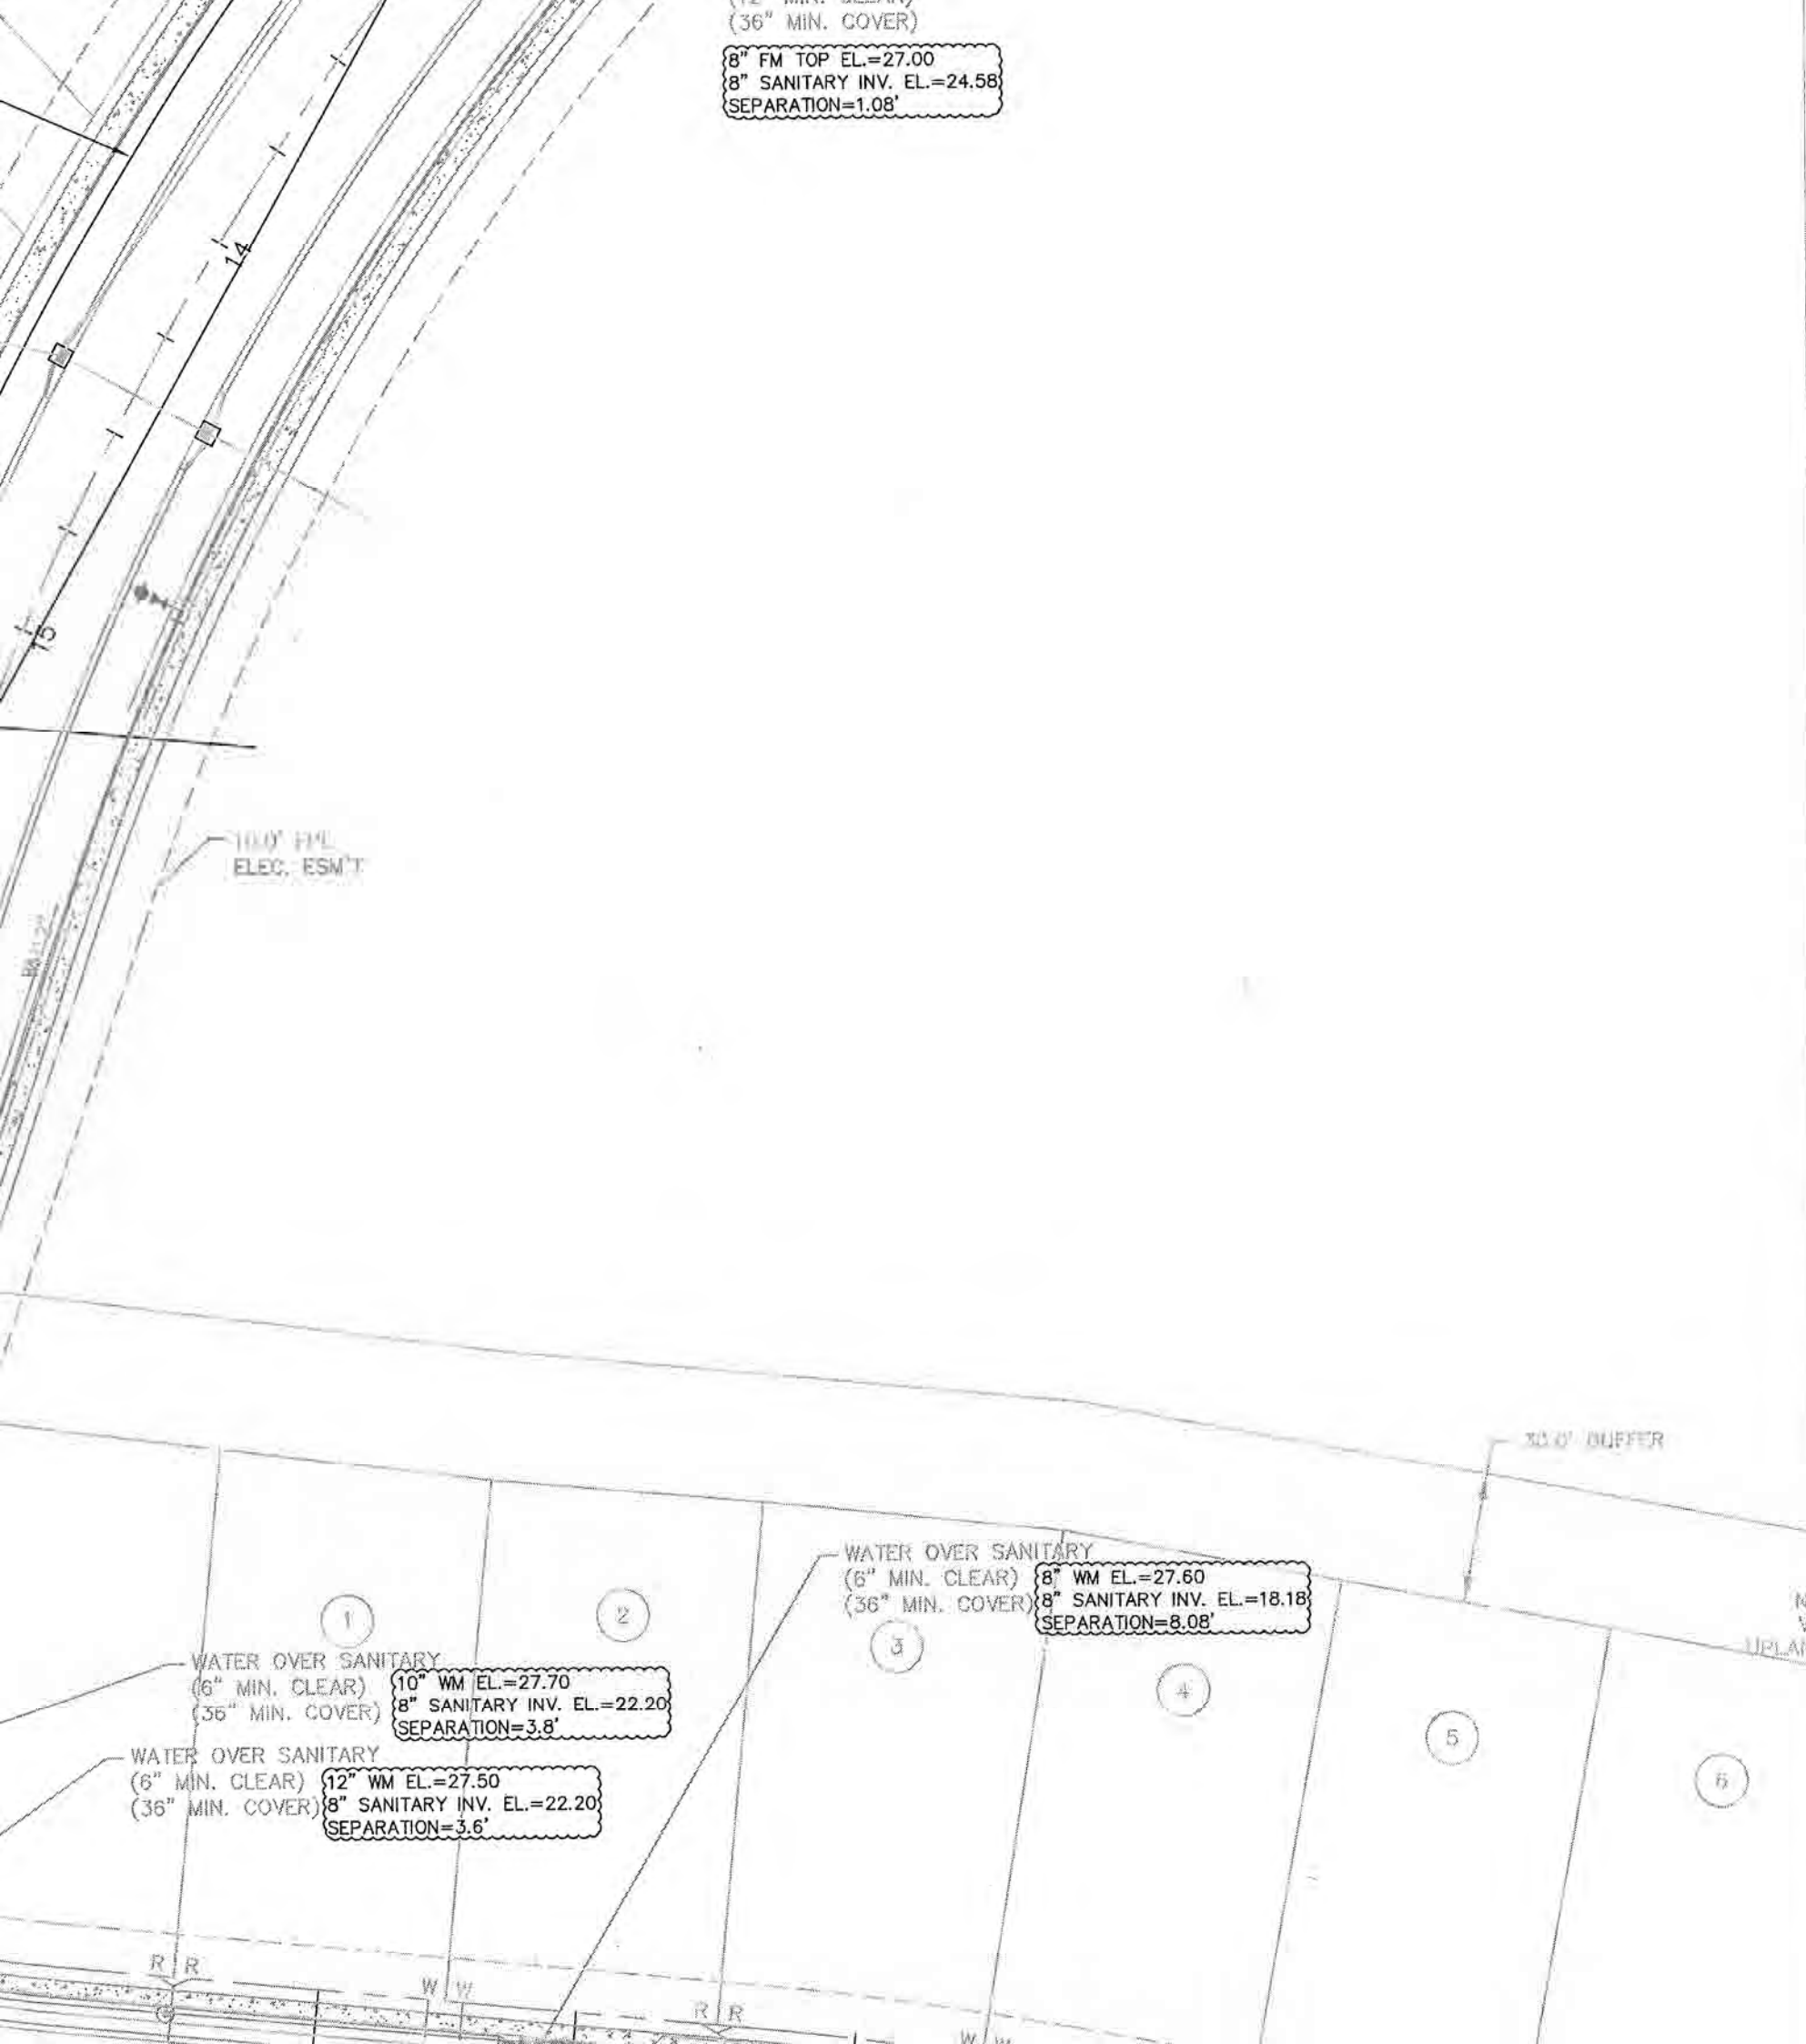 (36" MIN. COVER)
8" FM TOP EL.=27.00
8" SANITARY INV. EL.=24.58
SEPARATION=1.08'
14
15
ELEC. ESM'T
30.0' BUFFER
WATER OVER SANITARY
(6" MIN. CLEAR)
(36" MIN. COVER)
8" WM EL.=27.60
8" SANITARY INV. EL.=18.18
SEPARATION=8.08'
1
2
3
4
5
6
WATER OVER SANITARY
(6" MIN. CLEAR)
(36" MIN. COVER)
10" WM EL.=27.70
8" SANITARY INV. EL.=22.20
SEPARATION=3.8'
WATER OVER SANITARY
(6" MIN. CLEAR)
(36" MIN. COVER)
12" WM EL.=27.50
8" SANITARY INV. EL.=22.20
SEPARATION=3.6'
R R
W W
R R